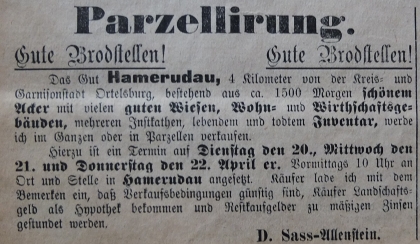 Parzellirung.
Gute Brodstellen! Gute Brodstellen!
Das Gut Hamerudau, 4 Kilometer von der Kreis- und
Garnisonstadt Ortelsburg, bestehend aus ca. 1500 Morgen schönem
Acker mit vielen guten Wiesen, Wohn- und Wirthschaftsge-
bäuden, mehreren Instkathen, lebendem und todtem Inventar, werde
ich im Ganzen oder in Parzellen verkaufen.
Hierzu ist ein Termin auf Dienstag den 20., Mittwoch den
21. und Donnerstag den 22. April er. Vormittags 10 Uhr an
Ort und Stelle in Hamerudau angesetzt. Käufer lade ich mit dem
Bemerken ein, daß Verkaufsbedingungen günstig sind, Käufer Landschafts-
geld als Hypothek bekommen und Restkaufgelder zu mäßigen Zinsen
gestundet werden.
D. Sass-Allenstein.